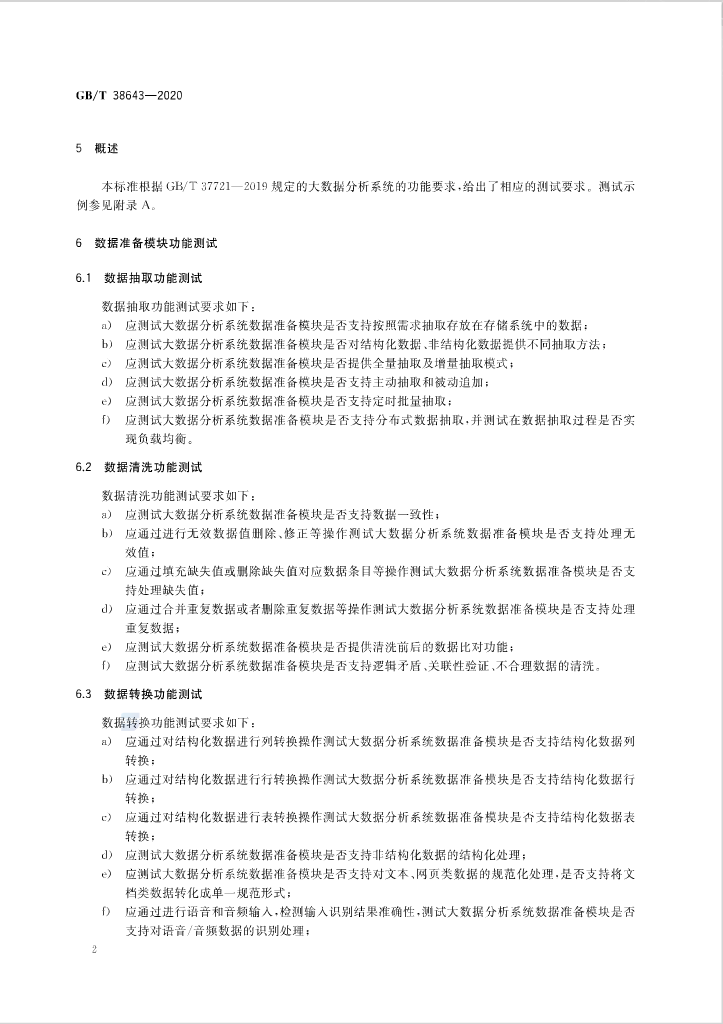 GB/T 38643—2020
5 概述
本标准根据 GB/T 37721—2019 规定的大数据分析系统的功能要求,给出了相应的测试要求。测试示
例参见附录 A。
6 数据准备模块功能测试
6.1 数据抽取功能测试
数据抽取功能测试要求如下:
a) 应测试大数据分析系统数据准备模块是否支持按照需求抽取存放在存储系统中的数据;
b) 应测试大数据分析系统数据准备模块是否对结构化数据、非结构化数据提供不同抽取方法;
c) 应测试大数据分析系统数据准备模块是否提供全量抽取及增量抽取模式;
d) 应测试大数据分析系统数据准备模块是否支持主动抽取和被动追加;
e) 应测试大数据分析系统数据准备模块是否支持定时批量抽取;
f) 应测试大数据分析系统数据准备模块是否支持分布式数据抽取,并测试在数据抽取过程是否实
现负载均衡。
6.2 数据清洗功能测试
数据清洗功能测试要求如下:
a) 应测试大数据分析系统数据准备模块是否支持数据一致性;
b) 应通过进行无效数据值删除、修正等操作测试大数据分析系统数据准备模块是否支持处理无
效值;
c) 应通过填充缺失值或删除缺失值对应数据条目等操作测试大数据分析系统数据准备模块是否支
持处理缺失值;
d) 应通过合并重复数据或者删除重复数据等操作测试大数据分析系统数据准备模块是否支持处理
重复数据;
e) 应测试大数据分析系统数据准备模块是否提供清洗前后的数据比对功能;
f) 应测试大数据分析系统数据准备模块是否支持逻辑矛盾、关联性验证、不合理数据的清洗。
6.3 数据转换功能测试
数据转换功能测试要求如下:
a) 应通过对结构化数据进行列转换操作测试大数据分析系统数据准备模块是否支持结构化数据列
转换;
b) 应通过对结构化数据进行行转换操作测试大数据分析系统数据准备模块是否支持结构化数据行
转换;
c) 应通过对结构化数据进行表转换操作测试大数据分析系统数据准备模块是否支持结构化数据表
转换;
d) 应测试大数据分析系统数据准备模块是否支持非结构化数据的结构化处理;
e) 应测试大数据分析系统数据准备模块是否支持对文本、网页类数据的规范化处理,是否支持将文
档类数据转化成单一规范形式;
f) 应通过进行语音和音频输入,检测输入识别结果准确性,测试大数据分析系统数据准备模块是否
支持对语音/音频数据的识别处理;
2